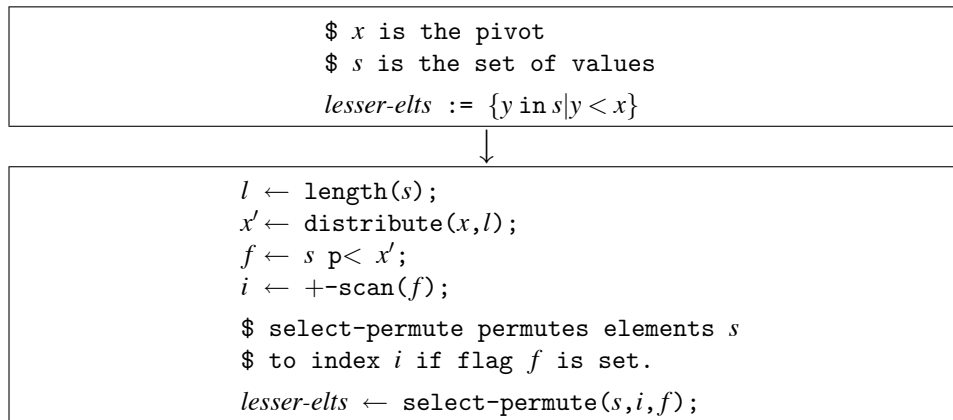 $ x is the pivot
$ s is the set of values
lesser-elts := {y in s|y < x}
↓
l ← length(s);
x′ ← distribute(x,l);
f ← s p< x′;
i ← +-scan(f);
$ select-permute permutes elements s
$ to index i if flag f is set.
lesser-elts ← select-permute(s,i,f);